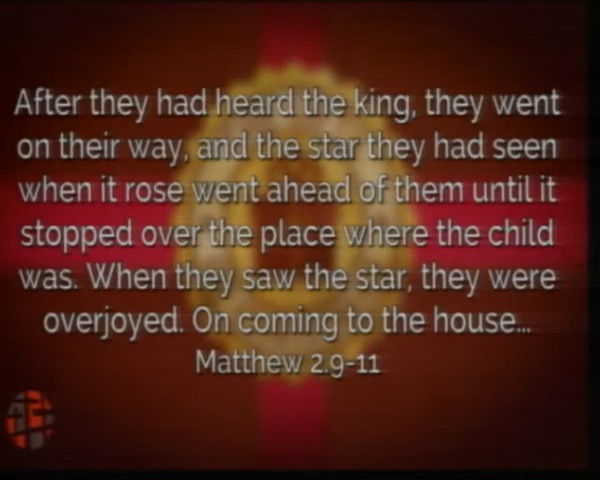 After they had heard the king, they went
on their way, and the star they had seen
when it rose went ahead of them until it
stopped over the place where the child
was. When they saw the star, they were
overjoyed. On coming to the house...
Matthew 2.9-11